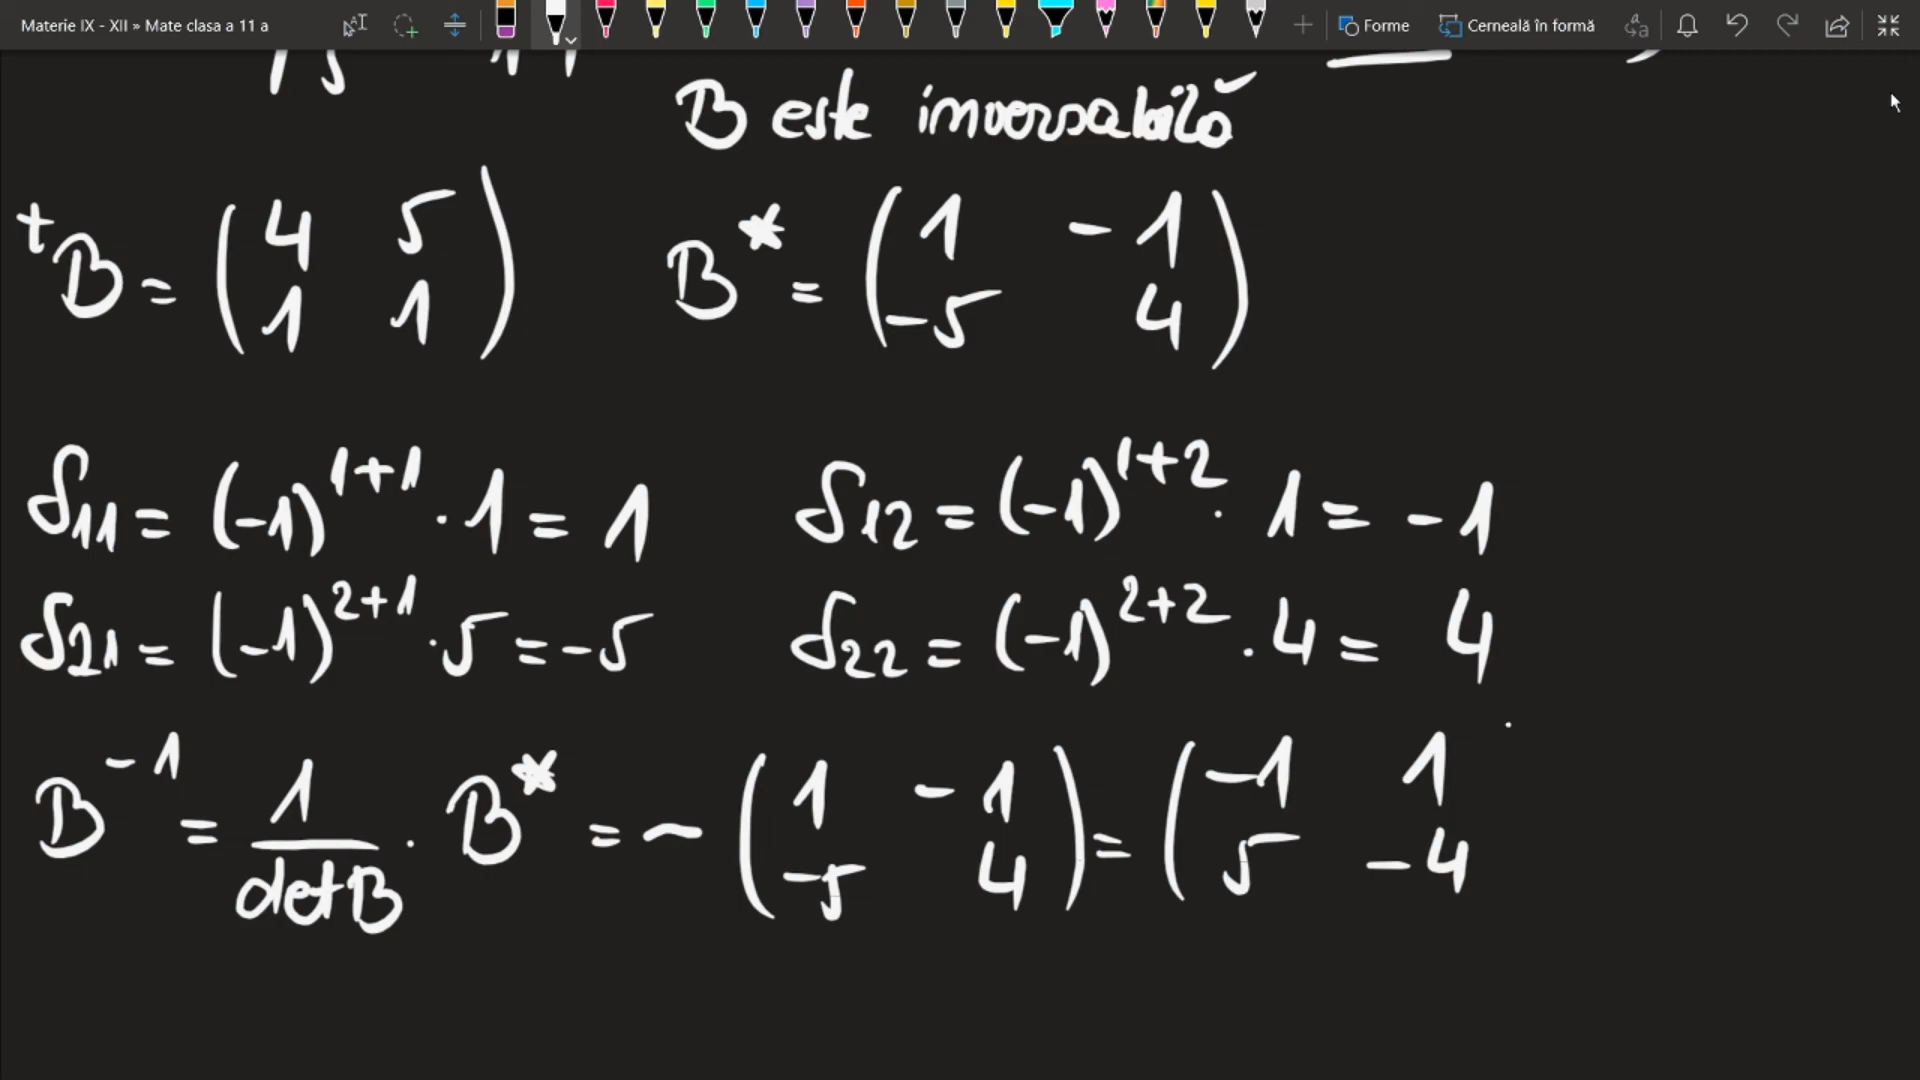 Materie IX - XII » Mate clasa a 11 a Forme Cerneală în formă
B este inversabilă
ᵗB = ( 4 5 ; 1 1 ) B* = ( 1 -1 ; -5 4 )
δ₁₁ = (-1)¹⁺¹ · 1 = 1 δ₁₂ = (-1)¹⁺² · 1 = -1
δ₂₁ = (-1)²⁺¹ · 5 = -5 δ₂₂ = (-1)²⁺² · 4 = 4
B⁻¹ = 1/detB · B* = - ( 1 -1 ; -5 4 ) = ( -1 1 ; 5 -4